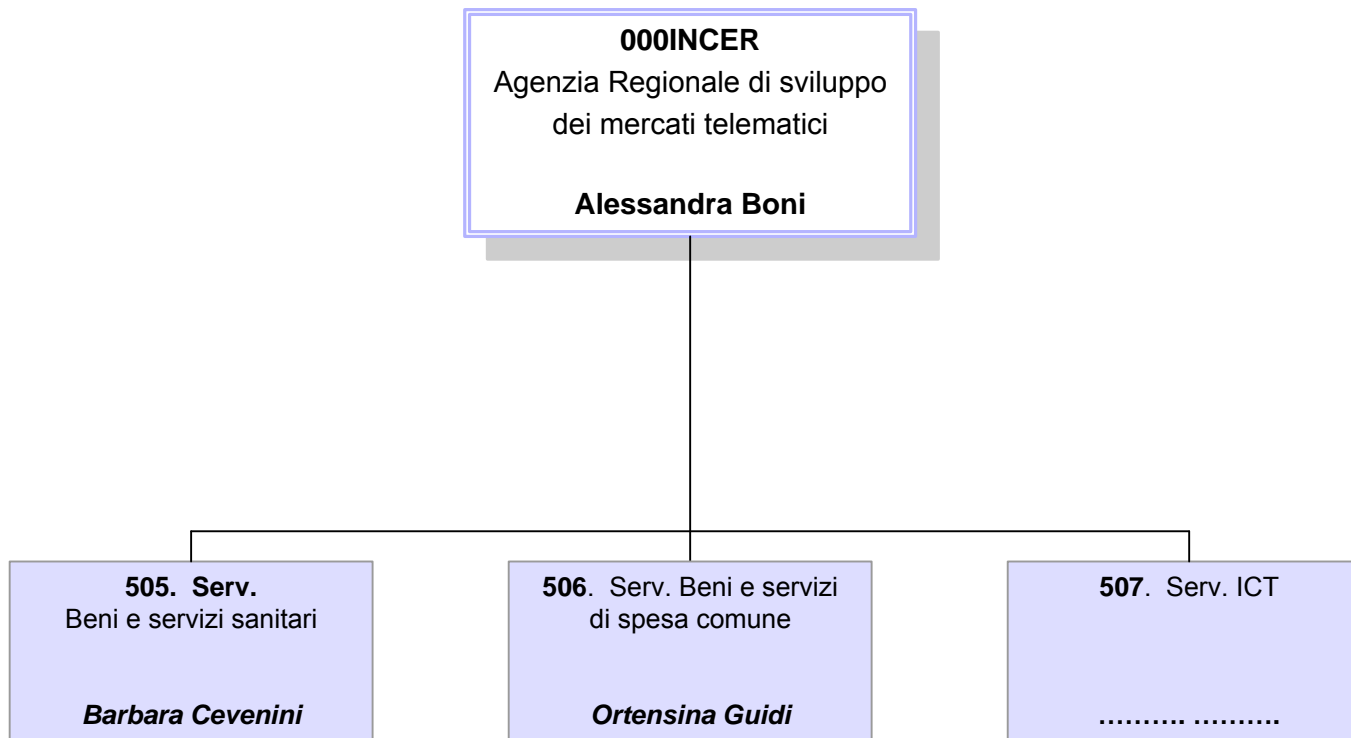 000INCER
Agenzia Regionale di sviluppo
dei mercati telematici
Alessandra Boni
505. Serv.
Beni e servizi sanitari
Barbara Cevenini
506. Serv. Beni e servizi
di spesa comune
Ortensina Guidi
507. Serv. ICT
………. ……….